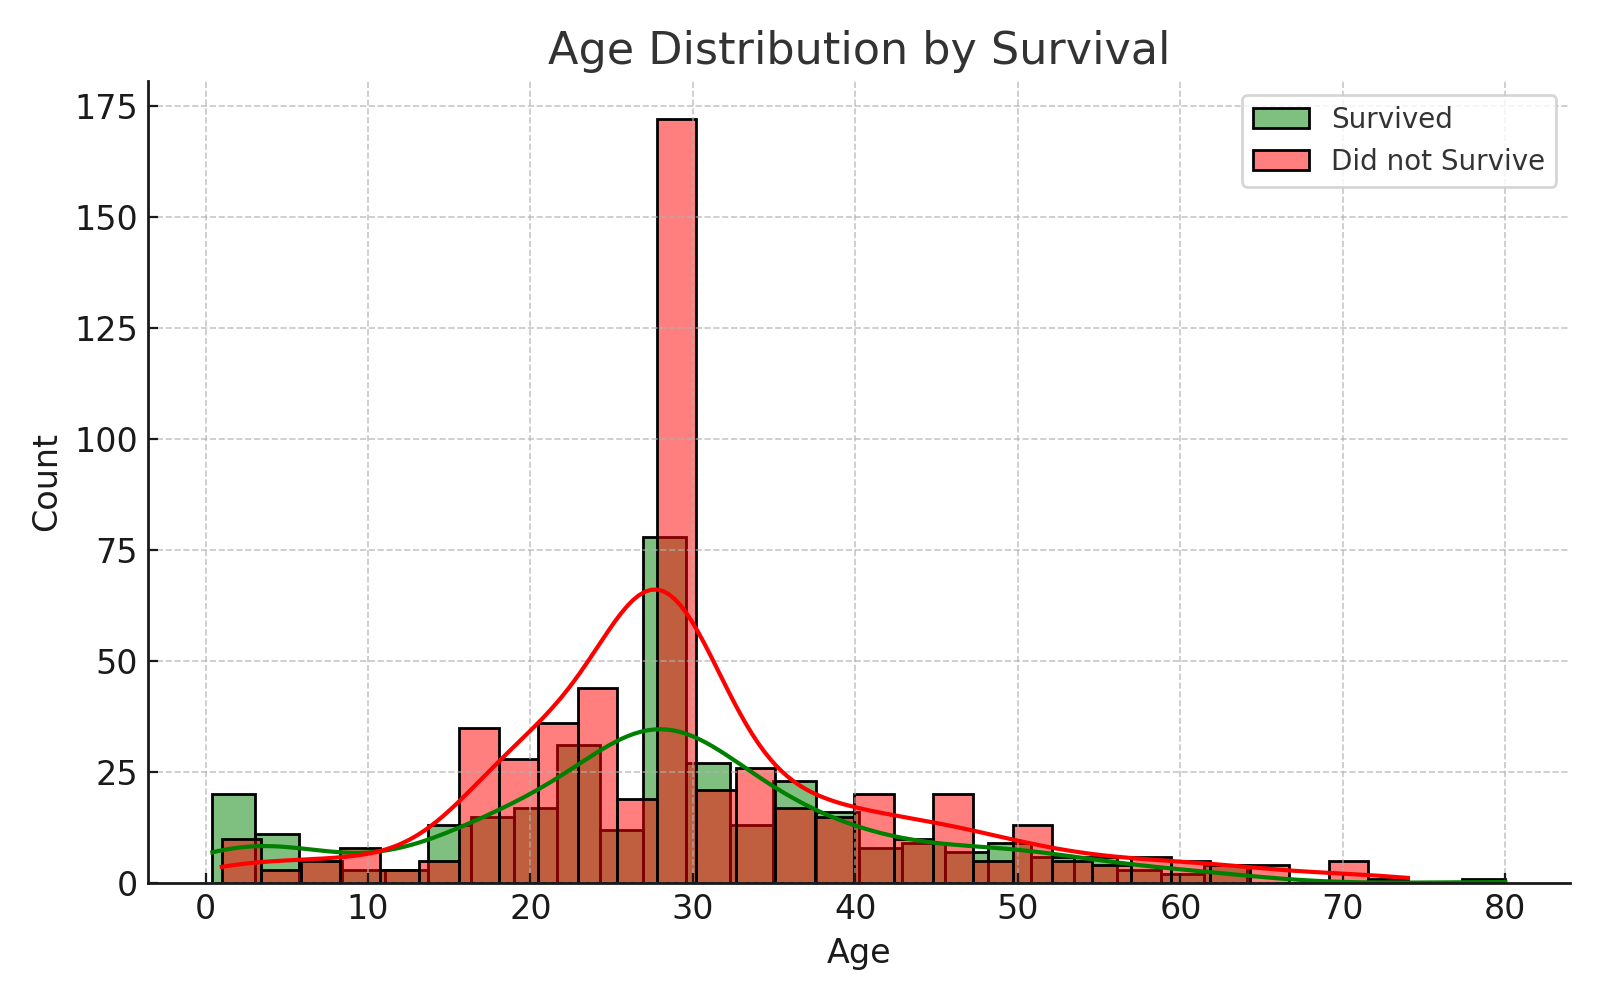 Age Distribution by Survival
Survived
Did not Survive
Count
175
150
125
100
75
50
25
0
0 10 20 30 40 50 60 70 80
Age